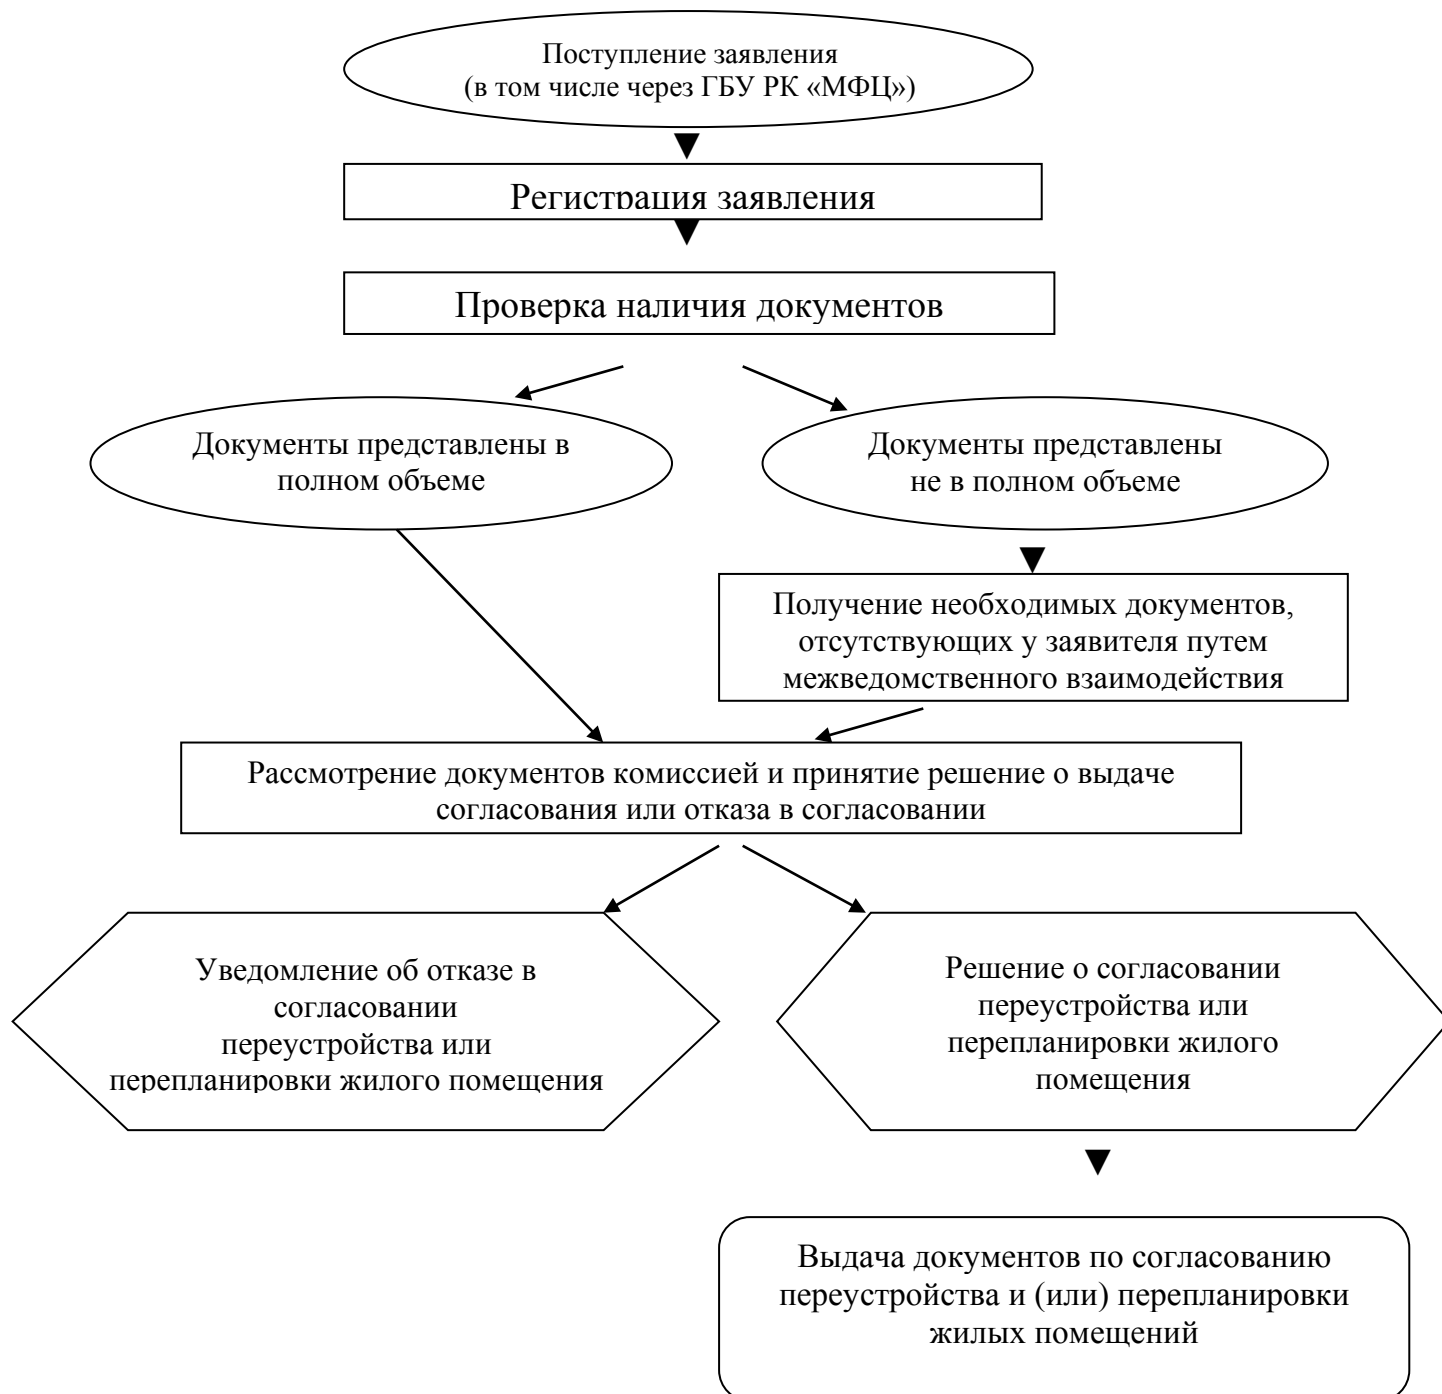 Поступление заявления
(в том числе через ГБУ РК «МФЦ»)
Регистрация заявления
Проверка наличия документов
Документы представлены в
полном объеме
Документы представлены
не в полном объеме
Получение необходимых документов,
отсутствующих у заявителя путем
межведомственного взаимодействия
Рассмотрение документов комиссией и принятие решение о выдаче
согласования или отказа в согласовании
Уведомление об отказе в
согласовании
переустройства или
перепланировки жилого помещения
Решение о согласовании
переустройства или
перепланировки жилого
помещения
Выдача документов по согласованию
переустройства и (или) перепланировки
жилых помещений